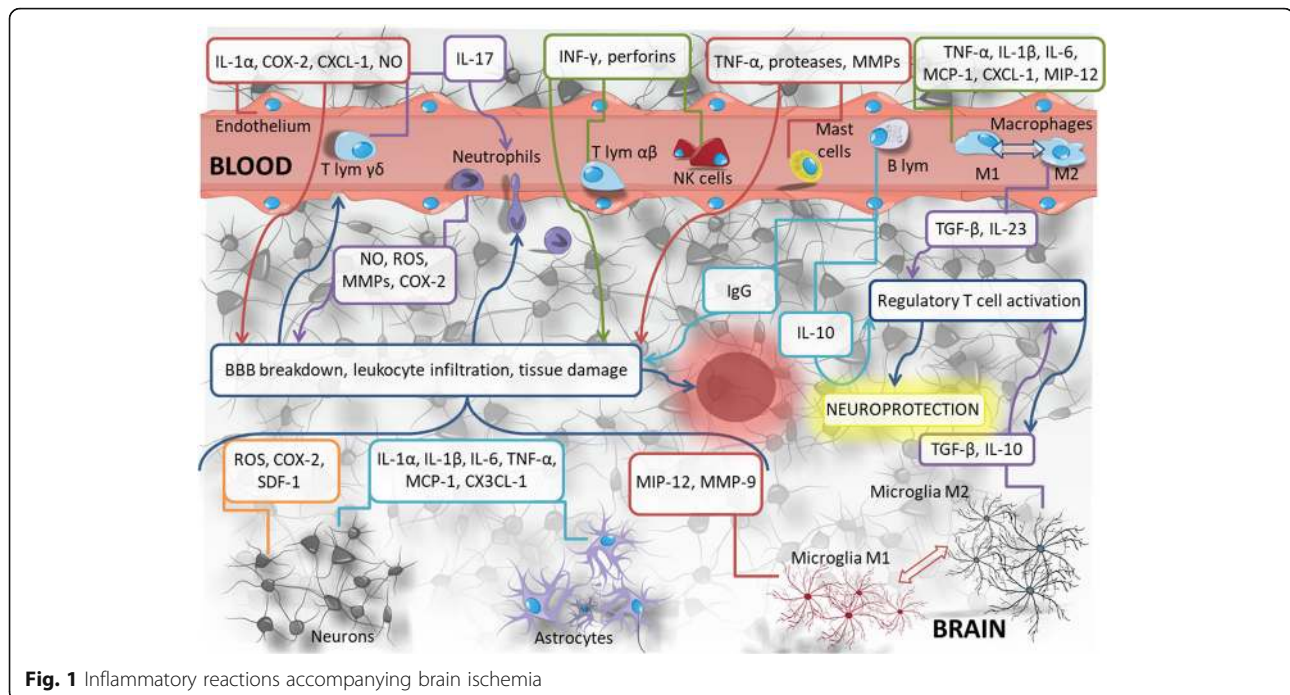 IL-1α, COX-2, CXCL-1, NO
IL-17
INF-γ, perforins
TNF-α, proteases, MMPs
TNF-α, IL-1β, IL-6,
MCP-1, CXCL-1, MIP-12
Endothelium
BLOOD
T lym γδ
Neutrophils
T lym αβ
NK cells
Mast
cells
B lym
Macrophages
M1
M2
NO, ROS,
MMPs, COX-2
TGF-β, IL-23
IgG
Regulatory T cell activation
IL-10
BBB breakdown, leukocyte infiltration, tissue damage
NEUROPROTECTION
ROS, COX-2,
SDF-1
IL-1α, IL-1β, IL-6, TNF-α,
MCP-1, CX3CL-1
MIP-12, MMP-9
TGF-β, IL-10
Microglia M2
Microglia M1
Neurons
Astrocytes
BRAIN
Fig. 1 Inflammatory reactions accompanying brain ischemia